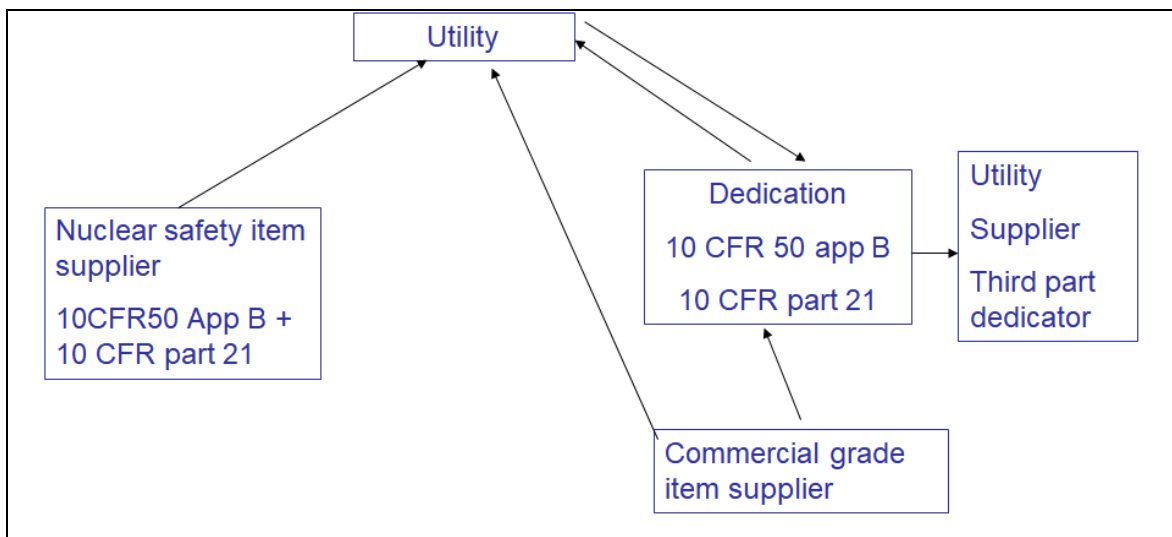 Utility
Nuclear safety item
supplier
10CFR50 App B +
10 CFR part 21
Dedication
10 CFR 50 app B
10 CFR part 21
Utility
Supplier
Third part
dedicator
Commercial grade
item supplier